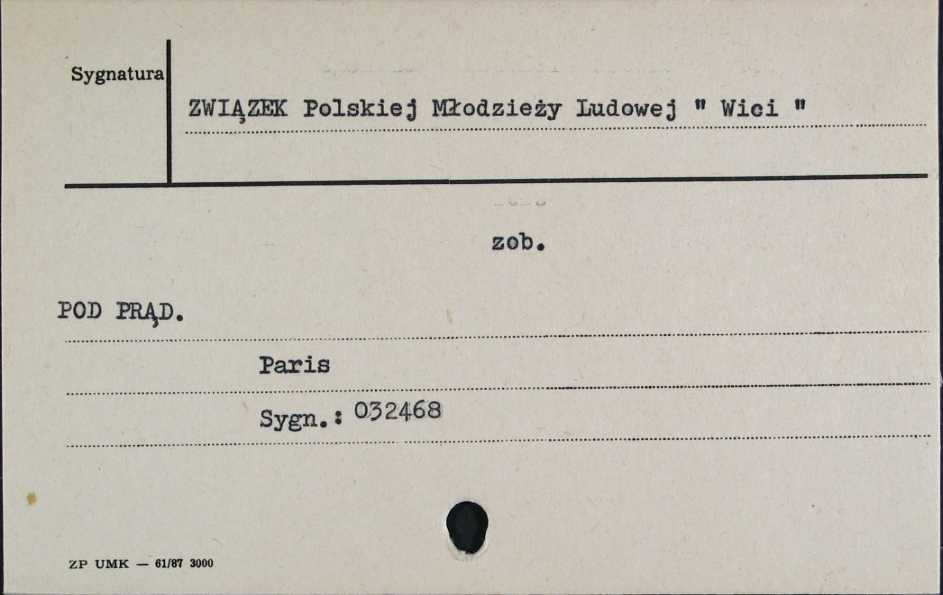 Sygnatura
ZWIĄZEK Polskiej Młodzieży Ludowej " Wici "
zob.
POD PRĄD.
Paris
Sygn.: 032468
ZP UMK — 61/87 3000